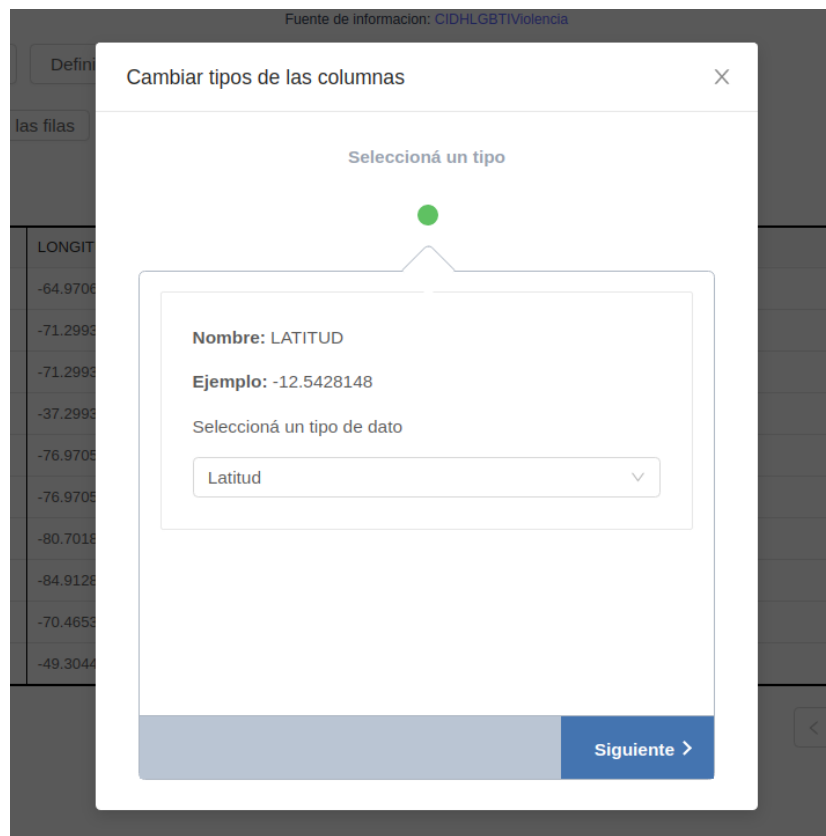 Fuente de informacion: CIDHLGBTIViolencia
Defini
Cambiar tipos de las columnas
las filas
Seleccioná un tipo
LONGIT
-64.9706
-71.2993
-71.2993
-37.2993
-76.9705
-76.9705
-80.7018
-84.9128
-70.4653
-49.3044
Nombre: LATITUD
Ejemplo: -12.5428148
Seleccioná un tipo de dato
Latitud
Siguiente